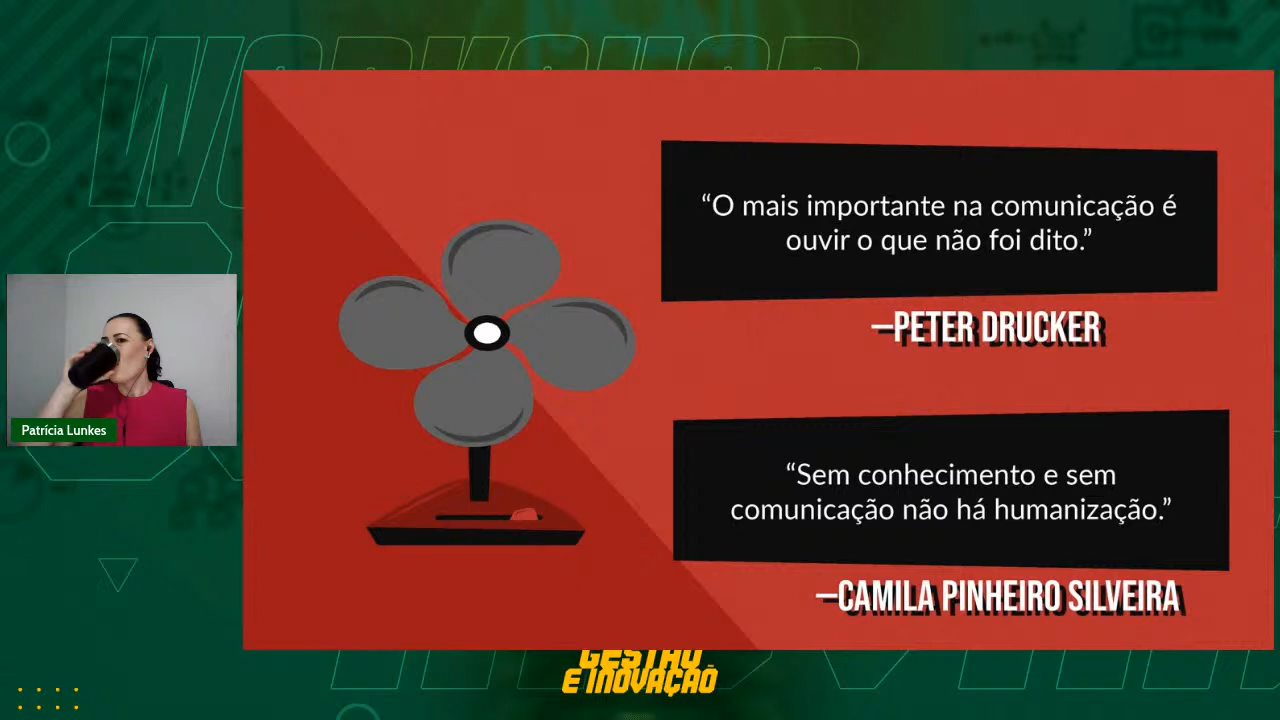 WORKSHOP
“O mais importante na comunicação é
ouvir o que não foi dito.”
–PETER DRUCKER
Patrícia Lunkes
“Sem conhecimento e sem
comunicação não há humanização.”
–CAMILA PINHEIRO SILVEIRA
GESTÃO
E INOVAÇÃO